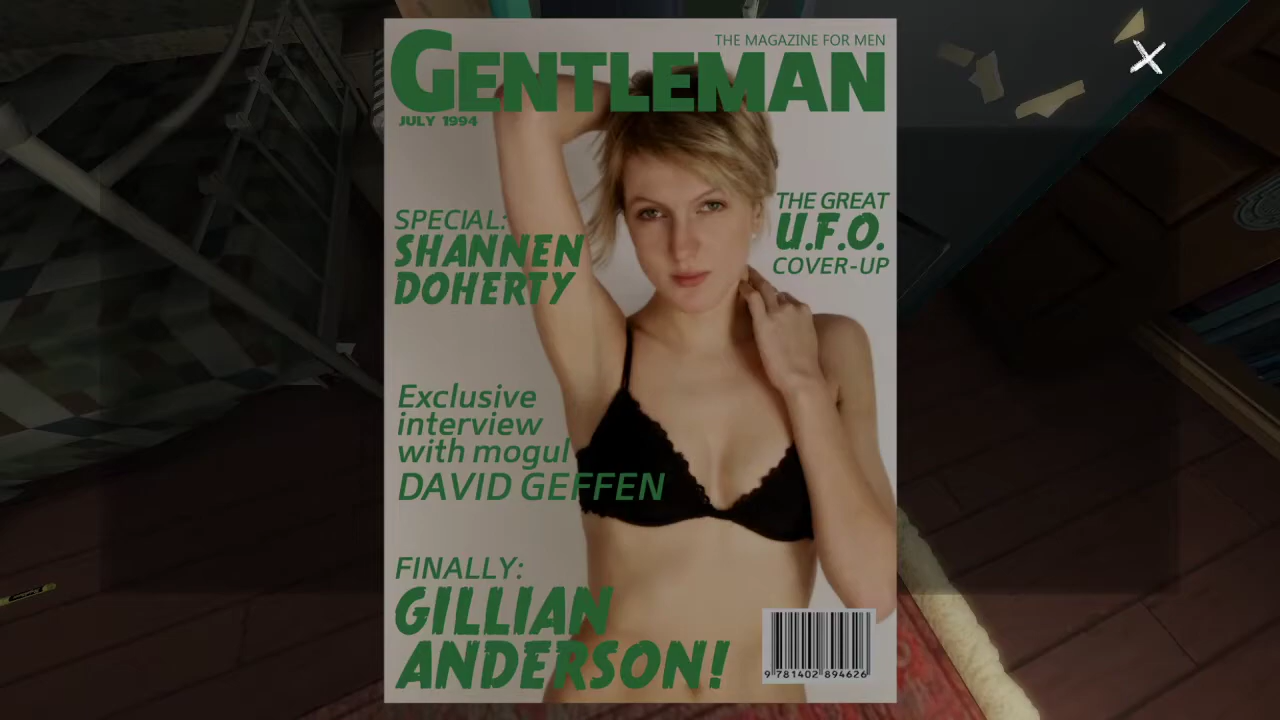 THE MAGAZINE FOR MEN
GENTLEMAN
JULY 1994
SPECIAL:
SHANNEN
DOHERTY
THE GREAT
U.F.O.
COVER-UP
Exclusive
interview
with mogul
DAVID GEFFEN
FINALLY:
GILLIAN
ANDERSON!
9 781402 894626